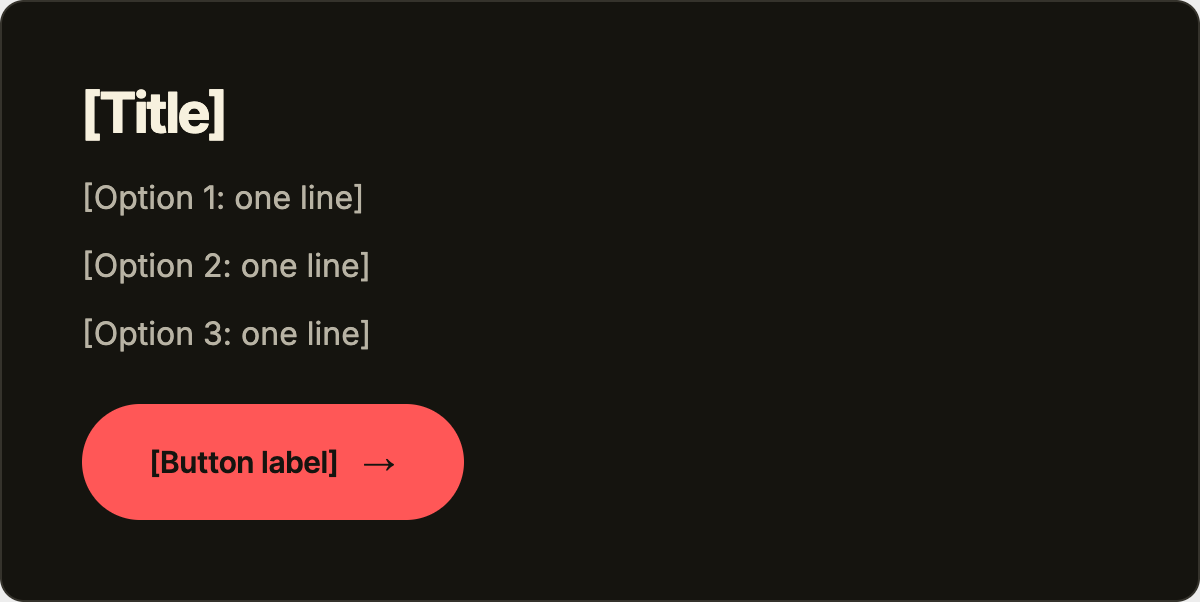 [Title]
[Option 1: one line]
[Option 2: one line]
[Option 3: one line]
[Button label] →